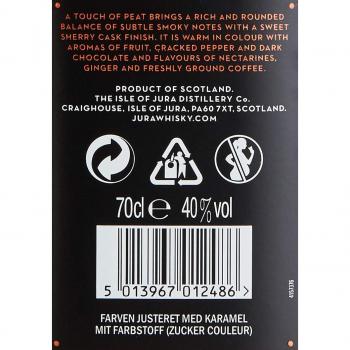 A TOUCH OF PEAT BRINGS A RICH AND ROUNDED
BALANCE OF SUBTLE SMOKY NOTES WITH A SWEET
SHERRY CASK FINISH. IT IS WARM IN COLOUR WITH
AROMAS OF FRUIT, CRACKED PEPPER AND DARK
CHOCOLATE AND FLAVOURS OF NECTARINES,
GINGER AND FRESHLY GROUND COFFEE.
PRODUCT OF SCOTLAND.
THE ISLE OF JURA DISTILLERY Co.
CRAIGHOUSE, ISLE OF JURA, PA60 7XT, SCOTLAND.
JURAWHISKY.COM
70cl e 40%vol
5 013967 012486 >
FARVEN JUSTERET MED KARAMEL
MIT FARBSTOFF (ZUCKER COULEUR)